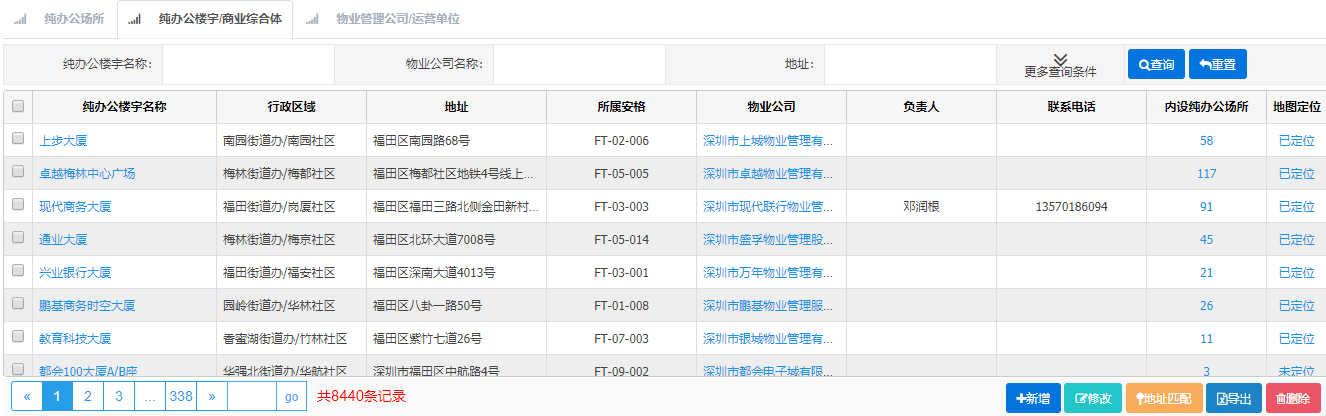 纯办公场所 纯办公楼宇/商业综合体 物业管理公司/运营单位
纯办公楼宇名称: 物业公司名称: 地址: 更多查询条件 查询 重置
纯办公楼宇名称 行政区域 地址 所属安格 物业公司 负责人 联系电话 内设纯办公场所 地图定位
上步大厦 南园街道办/南园社区 福田区南园路68号 FT-02-006 深圳市上域物业管理有... 58 已定位
卓越梅林中心广场 梅林街道办/梅都社区 福田区梅都社区地铁4号线上... FT-05-005 深圳市卓越物业管理有... 117 已定位
现代商务大厦 福田街道办/岗厦社区 福田区福田三路北侧金田新村... FT-03-003 深圳市现代联行物业管... 邓润根 13570186094 91 已定位
通业大厦 梅林街道办/梅京社区 福田区北环大道7008号 FT-05-014 深圳市盛孚物业管理股... 45 已定位
兴业银行大厦 福田街道办/福安社区 福田区深南大道4013号 FT-03-001 深圳市万年物业管理有... 21 已定位
鹏基商务时空大厦 园岭街道办/华林社区 福田区八卦一路50号 FT-01-008 深圳市鹏基物业管理服... 26 已定位
教育科技大厦 香蜜湖街道办/竹林社区 福田区紫竹七道26号 FT-07-003 深圳市银域物业管理有... 11 已定位
都会100大厦A/B座 华强北街道办/华航社区 深圳市福田区中航路4号 FT-09-002 深圳市都会电子城有限... 3 未定位
« 1 2 3 ... 338 » go 共8440条记录 新增 修改 地址匹配 导出 删除